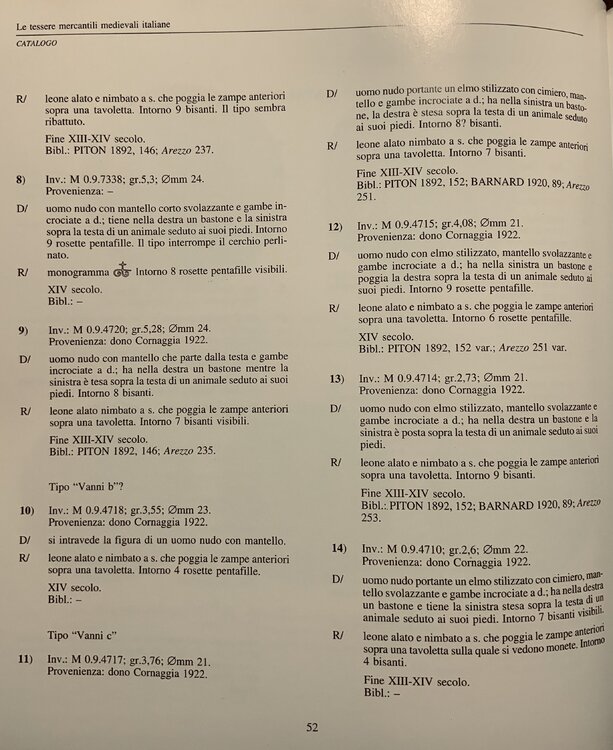 Le tessere mercantili medievali italiane
CATALOGO
R/ leone alato e nimbato a s. che poggia le zampe anteriori
sopra una tavoletta. Intorno 9 bisanti. Il tipo sembra
ribattuto.
Fine XIII-XIV secolo.
Bibl.: PITON 1892, 146; Arezzo 237.
8) Inv.: M 0.9.7338; gr.5,3; Ømm 24.
Provenienza: –
D/ uomo nudo con mantello corto svolazzante e gambe in-
crociate a d.; tiene nella destra un bastone e la sinistra
sopra la testa di un animale seduto ai suoi piedi. Intorno
9 rosette pentafille. Il tipo interrompe il cerchio perli-
nato.
R/ monogramma Intorno 8 rosette pentafille visibili.
XIV secolo.
Bibl.: –
9) Inv.: M 0.9.4720; gr.5,28; Ømm 24.
Provenienza: dono Cornaggia 1922.
D/ uomo nudo con mantello che parte dalla testa e gambe
incrociate a d.; ha nella destra un bastone mentre la
sinistra è tesa sopra la testa di un animale seduto ai suoi
piedi. Intorno 8 bisanti.
R/ leone alato e nimbato a s. che poggia le zampe anteriori
sopra una tavoletta. Intorno 7 bisanti visibili.
Fine XIII-XIV secolo.
Bibl.: PITON 1892, 146; Arezzo 235.
Tipo “Vanni b”?
10) Inv.: M 0.9.4718; gr.3,55; Ømm 23.
Provenienza: dono Cornaggia 1922.
D/ si intravede la figura di un uomo nudo con mantello.
R/ leone alato e nimbato a s. che poggia le zampe anteriori
sopra una tavoletta. Intorno 4 rosette pentafille.
XIV secolo.
Bibl.: –
Tipo “Vanni c”
11) Inv.: M 0.9.4717; gr.3,76; Ømm 21.
Provenienza: dono Cornaggia 1922.
D/ uomo nudo portante un elmo stilizzato con cimiero, man-
tello e gambe incrociate a d.; ha nella sinistra un basto-
ne, la destra è stesa sopra la testa di un animale seduto
ai suoi piedi. Intorno 8? bisanti.
R/ leone alato nimbato a s. che poggia le zampe anteriori
sopra una tavoletta. Intorno 7 bisanti.
Fine XIII-XIV secolo.
Bibl.: PITON 1892, 152; BARNARD 1920, 89; Arezzo
251.
12) Inv.: M 0.9.4715; gr.4,08; Ømm 21.
Provenienza: dono Cornaggia 1922.
D/ uomo nudo con elmo stilizzato, mantello svolazzante e
gambe incrociate a d.; ha nella sinistra un bastone e
poggia la destra sopra la testa di un animale seduto ai
suoi piedi. Intorno 9 rosette pentafille.
R/ leone alato e nimbato a s. che poggia le zampe anteriori
sopra una tavoletta. Intorno 6 rosette pentafille.
XIV secolo.
Bibl.: PITON 1892, 152 var.; Arezzo 251 var.
13) Inv.: M 0.9.4714; gr.2,73; Ømm 21.
Provenienza: dono Cornaggia 1922.
D/ uomo nudo con elmo stilizzato, mantello svolazzante e
gambe incrociate a d.; ha nella destra un bastone e la
sinistra è posta sopra la testa di un animale seduto ai suoi
piedi.
R/ leone alato e nimbato a s. che poggia le zampe anteriori
sopra una tavoletta. Intorno 9 bisanti.
Fine XIII-XIV secolo.
Bibl.: PITON 1892, 152; BARNARD 1920, 89; Arezzo
253.
14) Inv.: M 0.9.4710; gr.2,6; Ømm 22.
Provenienza: dono Cornaggia 1922.
D/ uomo nudo portante un elmo stilizzato con cimiero, man-
tello svolazzante e gambe incrociate a d.; ha nella destra
un bastone e tiene la sinistra stesa sopra la testa di un
animale seduto ai suoi piedi. Intorno 7 bisanti visibili.
R/ leone alato e nimbato a s. che poggia le zampe anteriori
sopra una tavoletta sulla quale si vedono monete. Intorno
4 bisanti.
Fine XIII-XIV secolo.
Bibl.: –
52